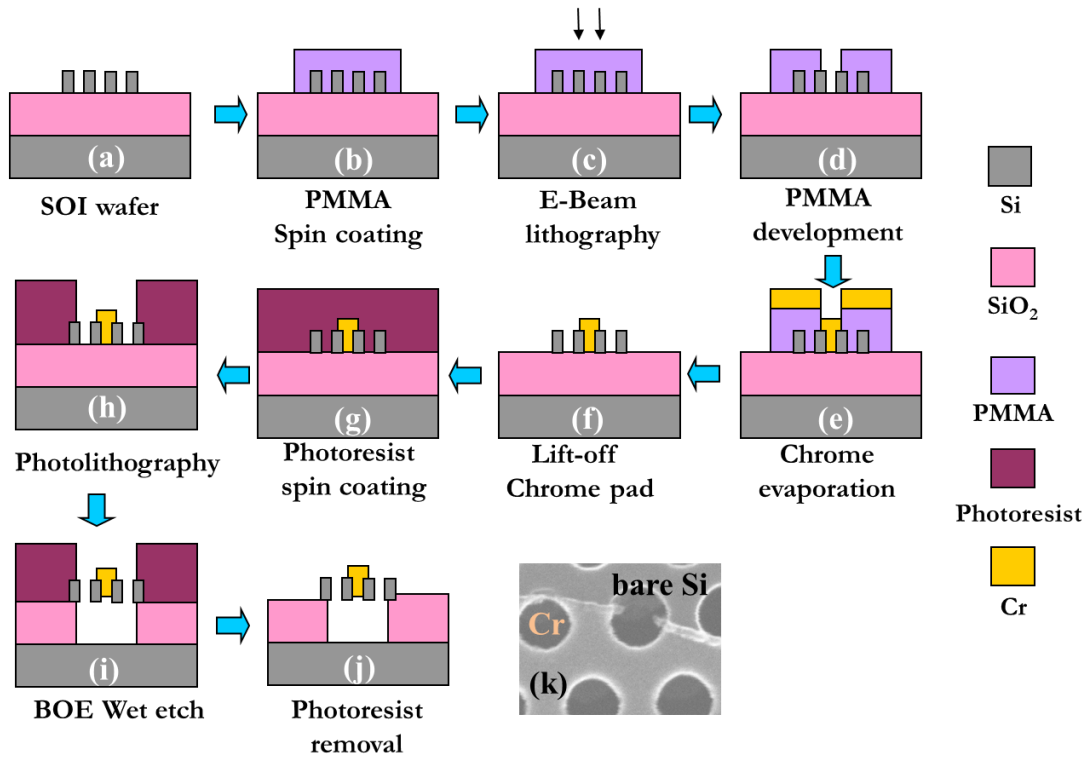 (a)
SOI wafer
(b)
PMMA
Spin coating
(c)
E-Beam
lithography
(d)
PMMA
development
(e)
Chrome
evaporation
(f)
Lift-off
Chrome pad
(g)
Photoresist
spin coating
(h)
Photolithography
(i)
BOE Wet etch
(j)
Photoresist
removal
bare Si
Cr
(k)
Si
SiO₂
PMMA
Photoresist
Cr